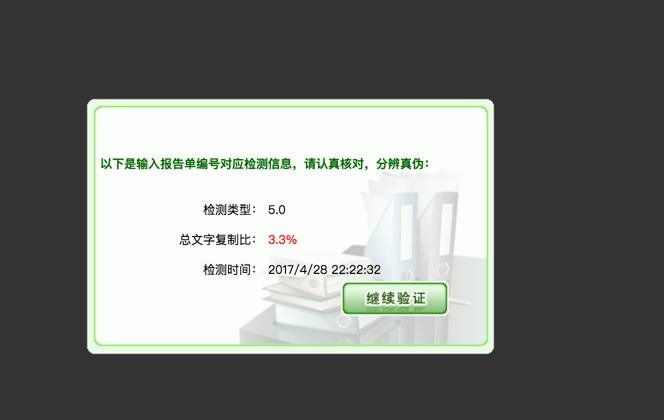 以下是输入报告单编号对应检测信息，请认真核对，分辨真伪：
检测类型： 5.0
总文字复制比： 3.3%
检测时间： 2017/4/28 22:22:32
继续验证